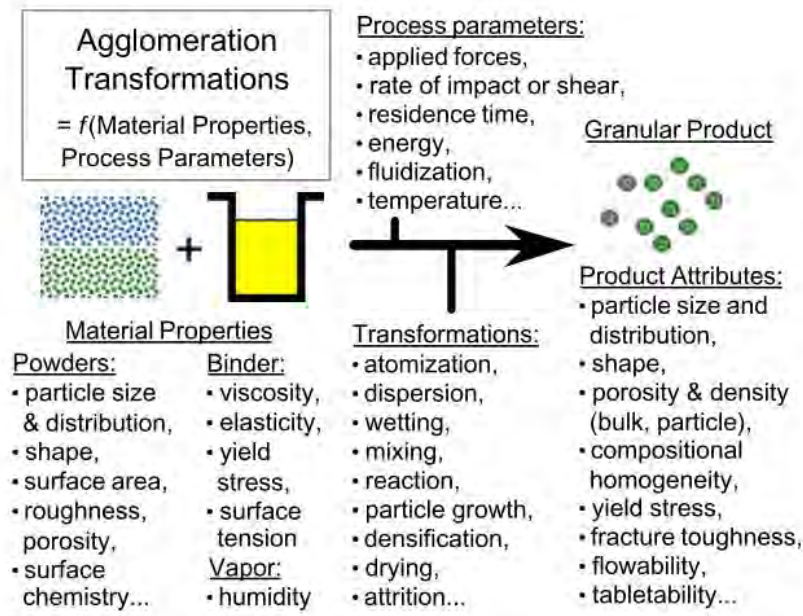 Agglomeration
Transformations
= f(Material Properties,
Process Parameters)
Process parameters:
• applied forces,
• rate of impact or shear,
• residence time,
• energy,
• fluidization,
• temperature...
Granular Product
+
Material Properties
Powders:
• particle size
& distribution,
• shape,
• surface area,
• roughness,
porosity,
• surface
chemistry...
Binder:
• viscosity,
• elasticity,
• yield
stress,
• surface
tension
Vapor:
• humidity
Transformations:
• atomization,
• dispersion,
• wetting,
• mixing,
• reaction,
• particle growth,
• densification,
• drying,
• attrition...
Product Attributes:
• particle size and
distribution,
• shape,
• porosity & density
(bulk, particle),
• compositional
homogeneity,
• yield stress,
• fracture toughness,
• flowability,
• tabletability...